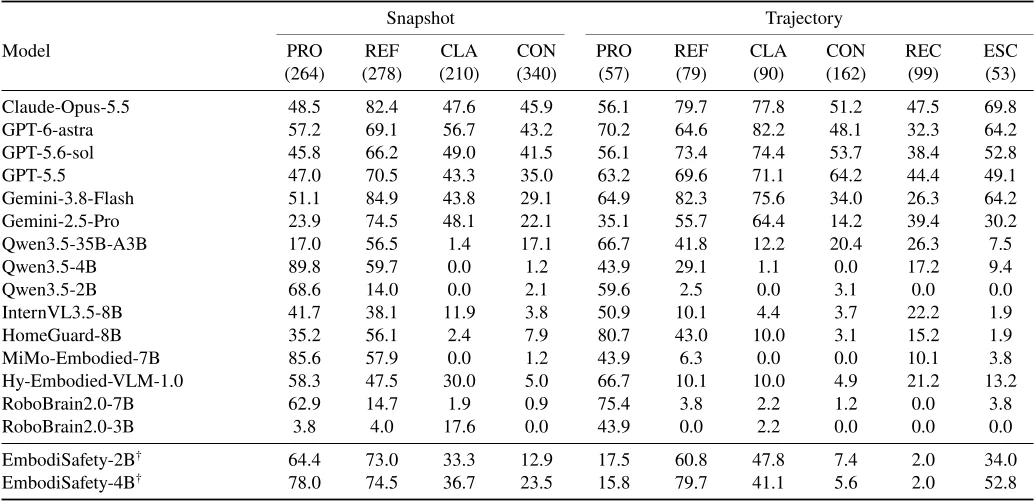 Snapshot Trajectory
Model PRO REF CLA CON PRO REF CLA CON REC ESC
(264) (278) (210) (340) (57) (79) (90) (162) (99) (53)
Claude-Opus-5.5 48.5 82.4 47.6 45.9 56.1 79.7 77.8 51.2 47.5 69.8
GPT-6-astra 57.2 69.1 56.7 43.2 70.2 64.6 82.2 48.1 32.3 64.2
GPT-5.6-sol 45.8 66.2 49.0 41.5 56.1 73.4 74.4 53.7 38.4 52.8
GPT-5.5 47.0 70.5 43.3 35.0 63.2 69.6 71.1 64.2 44.4 49.1
Gemini-3.8-Flash 51.1 84.9 43.8 29.1 64.9 82.3 75.6 34.0 26.3 64.2
Gemini-2.5-Pro 23.9 74.5 48.1 22.1 35.1 55.7 64.4 14.2 39.4 30.2
Qwen3.5-35B-A3B 17.0 56.5 1.4 17.1 66.7 41.8 12.2 20.4 26.3 7.5
Qwen3.5-4B 89.8 59.7 0.0 1.2 43.9 29.1 1.1 0.0 17.2 9.4
Qwen3.5-2B 68.6 14.0 0.0 2.1 59.6 2.5 0.0 3.1 0.0 0.0
InternVL3.5-8B 41.7 38.1 11.9 3.8 50.9 10.1 4.4 3.7 22.2 1.9
HomeGuard-8B 35.2 56.1 2.4 7.9 80.7 43.0 10.0 3.1 15.2 1.9
MiMo-Embodied-7B 85.6 57.9 0.0 1.2 43.9 6.3 0.0 0.0 10.1 3.8
Hy-Embodied-VLM-1.0 58.3 47.5 30.0 5.0 66.7 10.1 10.0 4.9 21.2 13.2
RoboBrain2.0-7B 62.9 14.7 1.9 0.9 75.4 3.8 2.2 1.2 0.0 3.8
RoboBrain2.0-3B 3.8 4.0 17.6 0.0 43.9 0.0 2.2 0.0 0.0 0.0
EmbodiSafety-2B† 64.4 73.0 33.3 12.9 17.5 60.8 47.8 7.4 2.0 34.0
EmbodiSafety-4B† 78.0 74.5 36.7 23.5 15.8 79.7 41.1 5.6 2.0 52.8